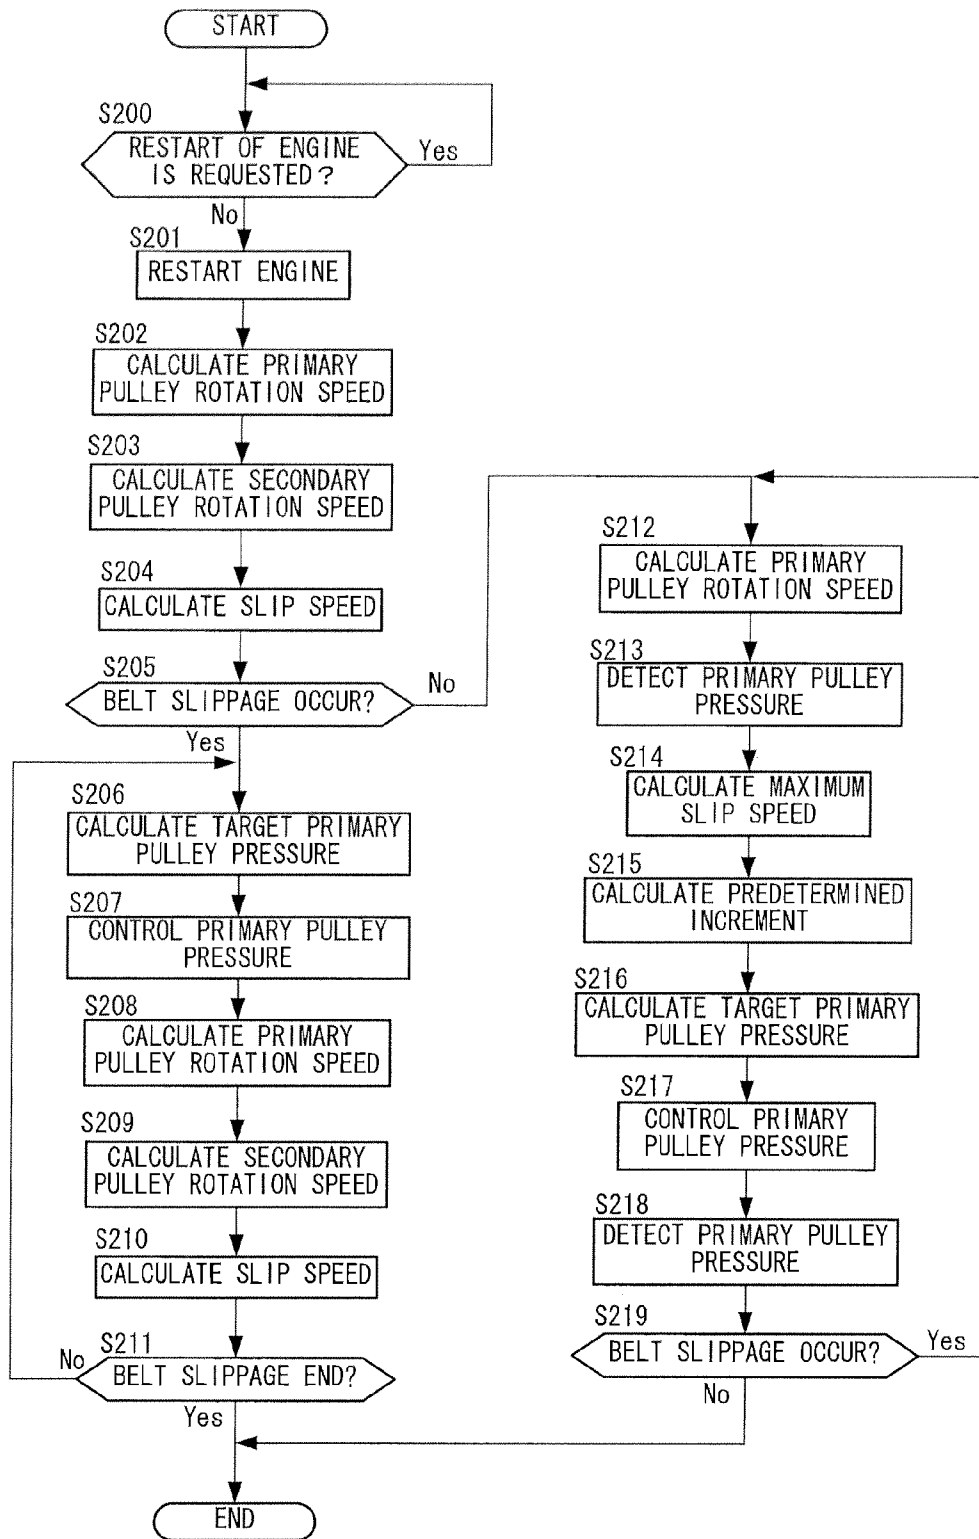 START
S200
RESTART OF ENGINE
IS REQUESTED?
Yes
No
S201
RESTART ENGINE
S202
CALCULATE PRIMARY
PULLEY ROTATION SPEED
S203
CALCULATE SECONDARY
PULLEY ROTATION SPEED
S204
CALCULATE SLIP SPEED
S205
BELT SLIPPAGE OCCUR?
No
Yes
S206
CALCULATE TARGET PRIMARY
PULLEY PRESSURE
S207
CONTROL PRIMARY PULLEY
PRESSURE
S208
CALCULATE PRIMARY
PULLEY ROTATION SPEED
S209
CALCULATE SECONDARY
PULLEY ROTATION SPEED
S210
CALCULATE SLIP SPEED
S211
BELT SLIPPAGE END?
No
Yes
S212
CALCULATE PRIMARY
PULLEY ROTATION SPEED
S213
DETECT PRIMARY PULLEY
PRESSURE
S214
CALCULATE MAXIMUM
SLIP SPEED
S215
CALCULATE PREDETERMINED
INCREMENT
S216
CALCULATE TARGET PRIMARY
PULLEY PRESSURE
S217
CONTROL PRIMARY
PULLEY PRESSURE
S218
DETECT PRIMARY PULLEY
PRESSURE
S219
BELT SLIPPAGE OCCUR?
Yes
No
END